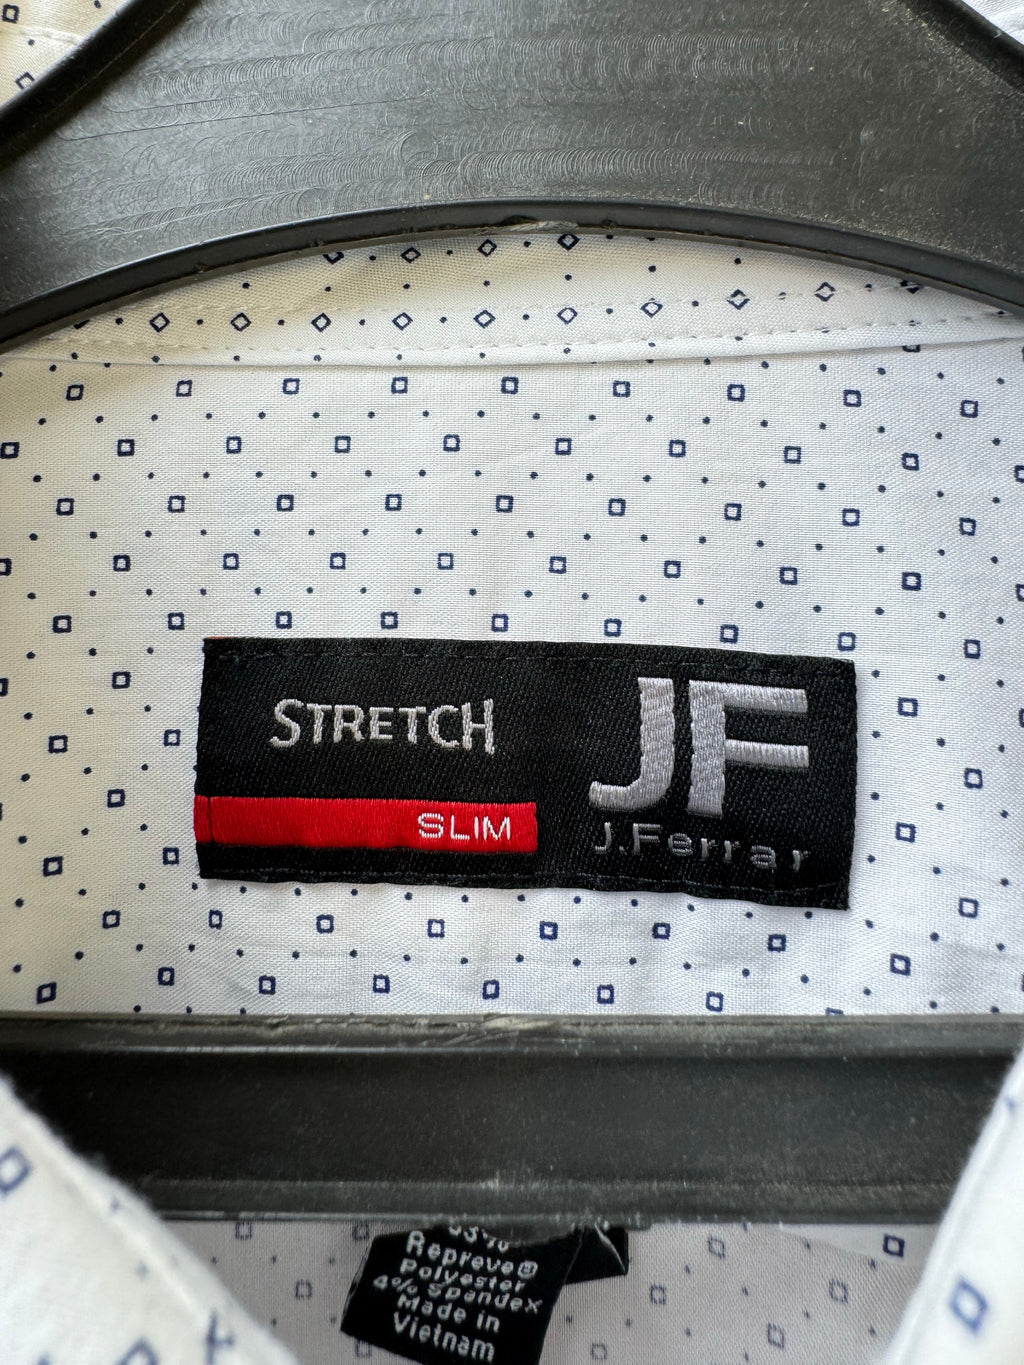 STRETCH
SLIM
JF
J.Ferrar
Repreve®
Polyester
4% Spandex
Made in
Vietnam